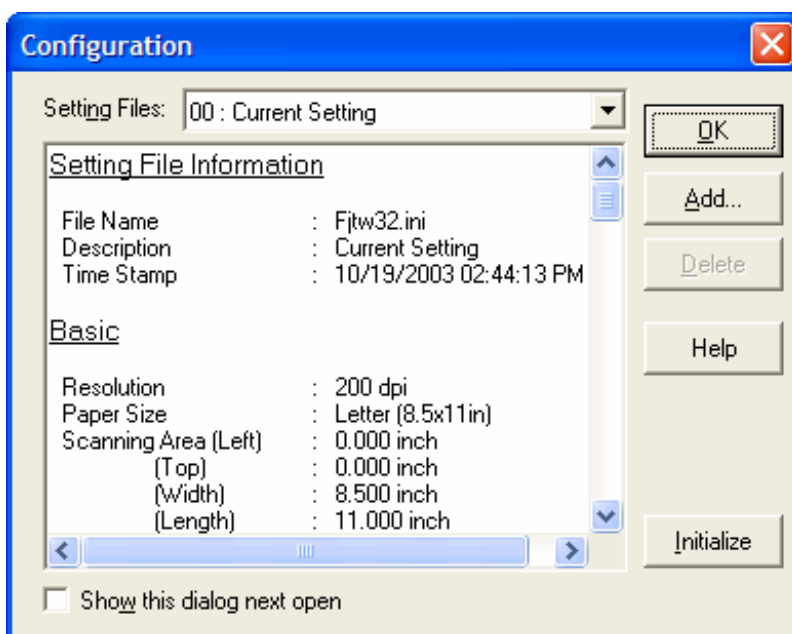 Configuration
Setting Files: 00 : Current Setting
OK
Add...
Delete
Help
Initialize
Setting File Information
File Name : Fjtw32.ini
Description : Current Setting
Time Stamp : 10/19/2003 02:44:13 PM
Basic
Resolution : 200 dpi
Paper Size : Letter (8.5x11in)
Scanning Area (Left) : 0.000 inch
(Top) : 0.000 inch
(Width) : 8.500 inch
(Length) : 11.000 inch
Show this dialog next open